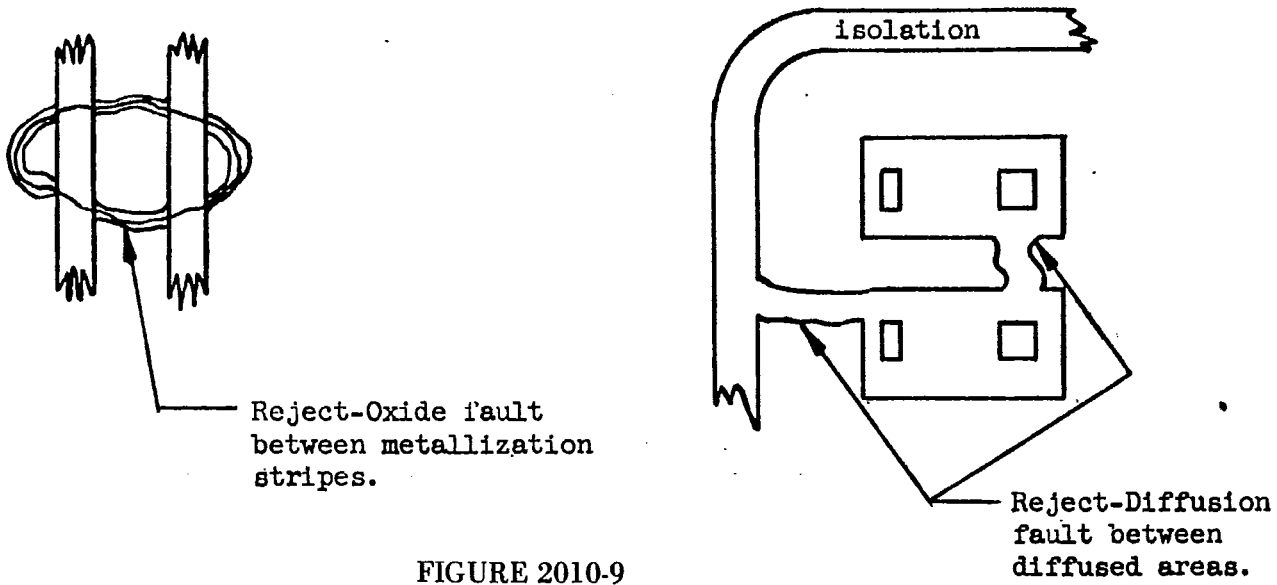 isolation
Reject-Oxide fault
between metallization
stripes.
Reject-Diffusion
fault between
diffused areas.
FIGURE 2010-9